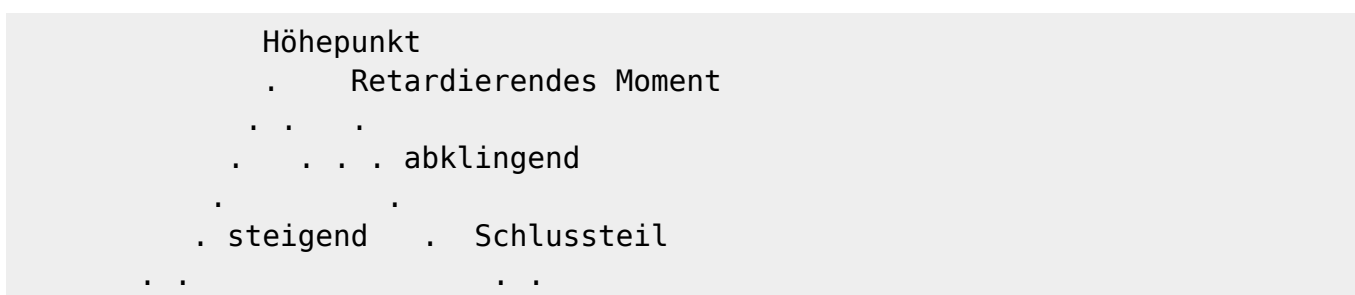 Höhepunkt
. Retardierendes Moment
. . .
. . . . abklingend
. .
. steigend . Schlussteil
. . . .